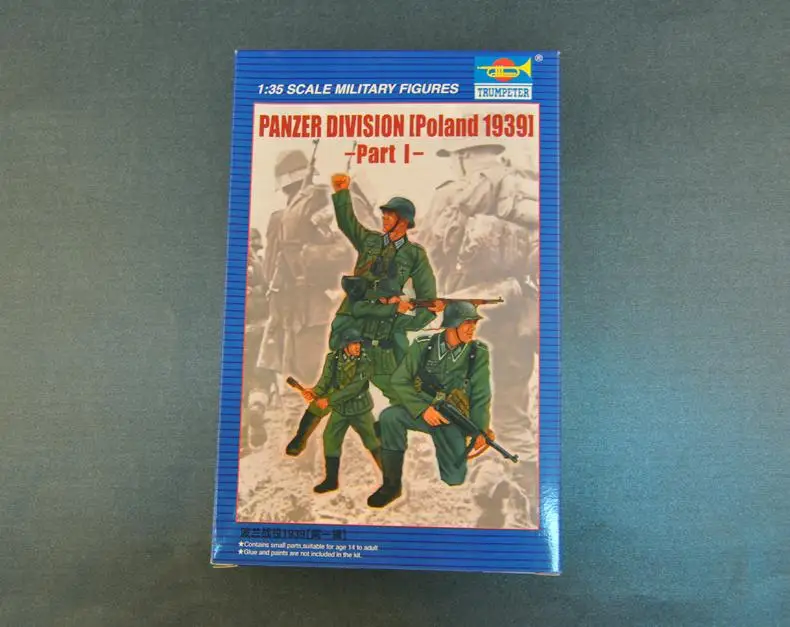 1:35 SCALE MILITARY FIGURES
TRUMPETER ®
PANZER DIVISION [Poland 1939]
-Part I-
波兰战役1939[第一辑]
★Contains small parts,suitable for age 14 to adult
★Glue and paints are not included in the kit.